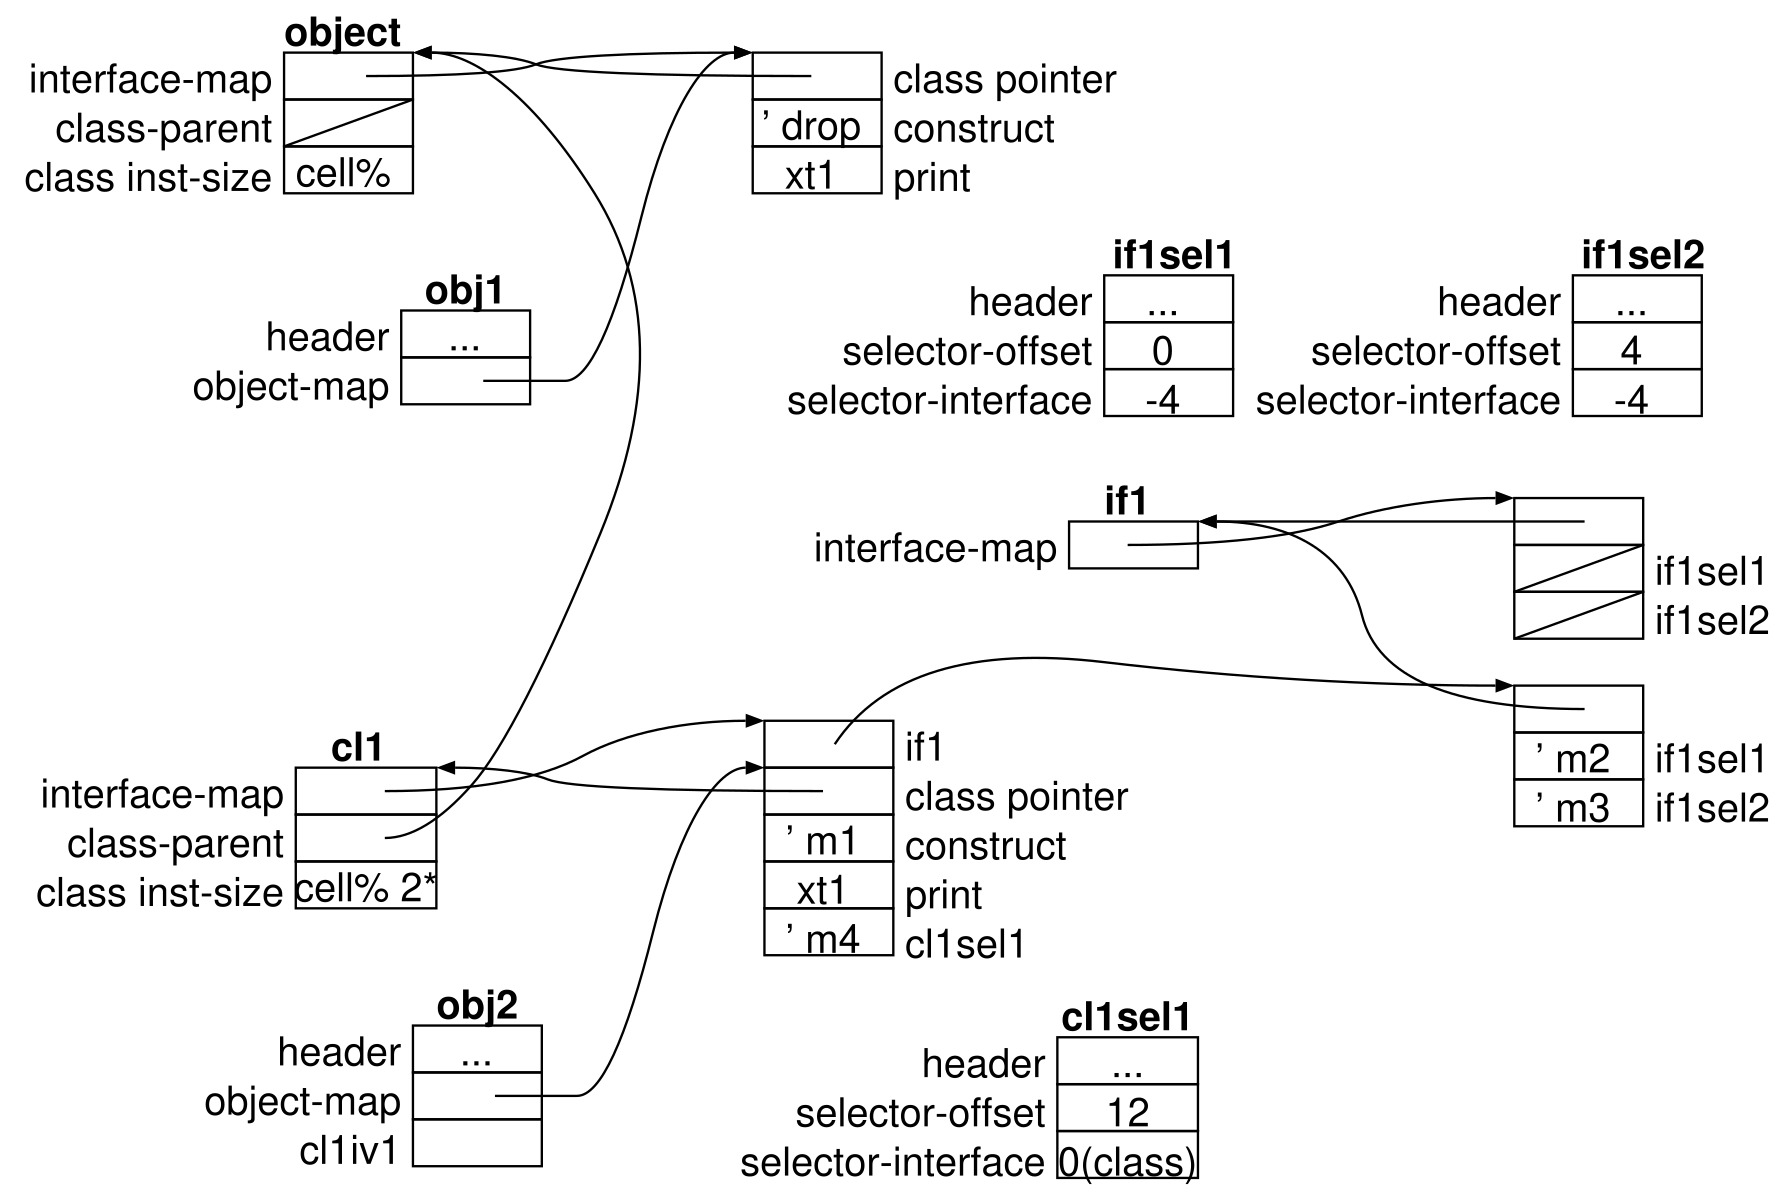 object
interface-map
class-parent
class inst-size cell%
class pointer
’ drop construct
xt1 print
obj1
header ...
object-map
if1sel1
header ...
selector-offset 0
selector-interface -4
if1sel2
header ...
selector-offset 4
selector-interface -4
if1
interface-map
if1sel1
if1sel2
cl1
interface-map
class-parent
class inst-size cell% 2*
if1
class pointer
’ m1 construct
xt1 print
’ m4 cl1sel1
’ m2 if1sel1
’ m3 if1sel2
obj2
header ...
object-map
cl1iv1
cl1sel1
header ...
selector-offset 12
selector-interface 0(class)